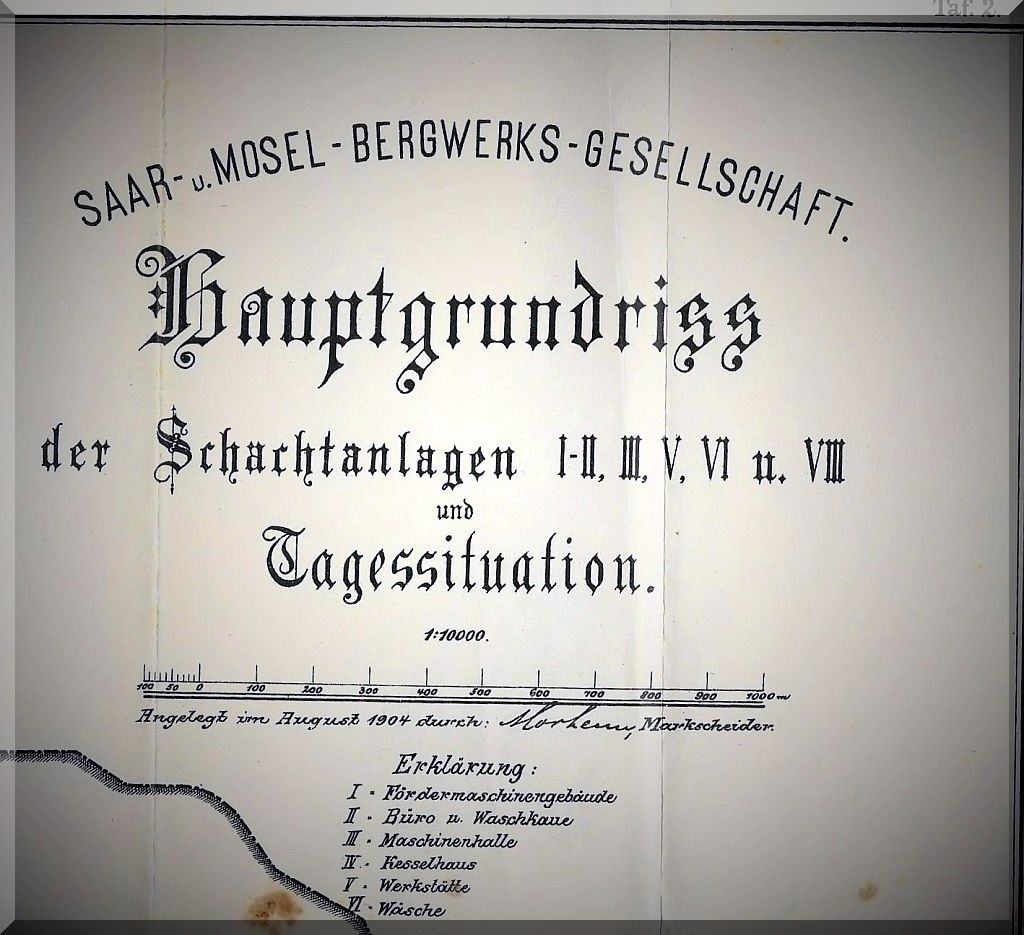 Taf. 2.
SAAR- u. MOSEL - BERGWERKS - GESELLSCHAFT.
Hauptgrundriss
der Schachtanlagen I-II, III, V, VI u. VIII
und
Tagessituation.
1:10000.
100 50 0 100 200 300 400 500 600 700 800 900 1000 m
Angelegt im August 1904 durch: Markscheider.
Erklärung:
I - Fördermaschinengebäude
II - Büro u. Waschkaue
III - Maschinenhalle
IV - Kesselhaus
V - Werkstätte
VI - Wäsche